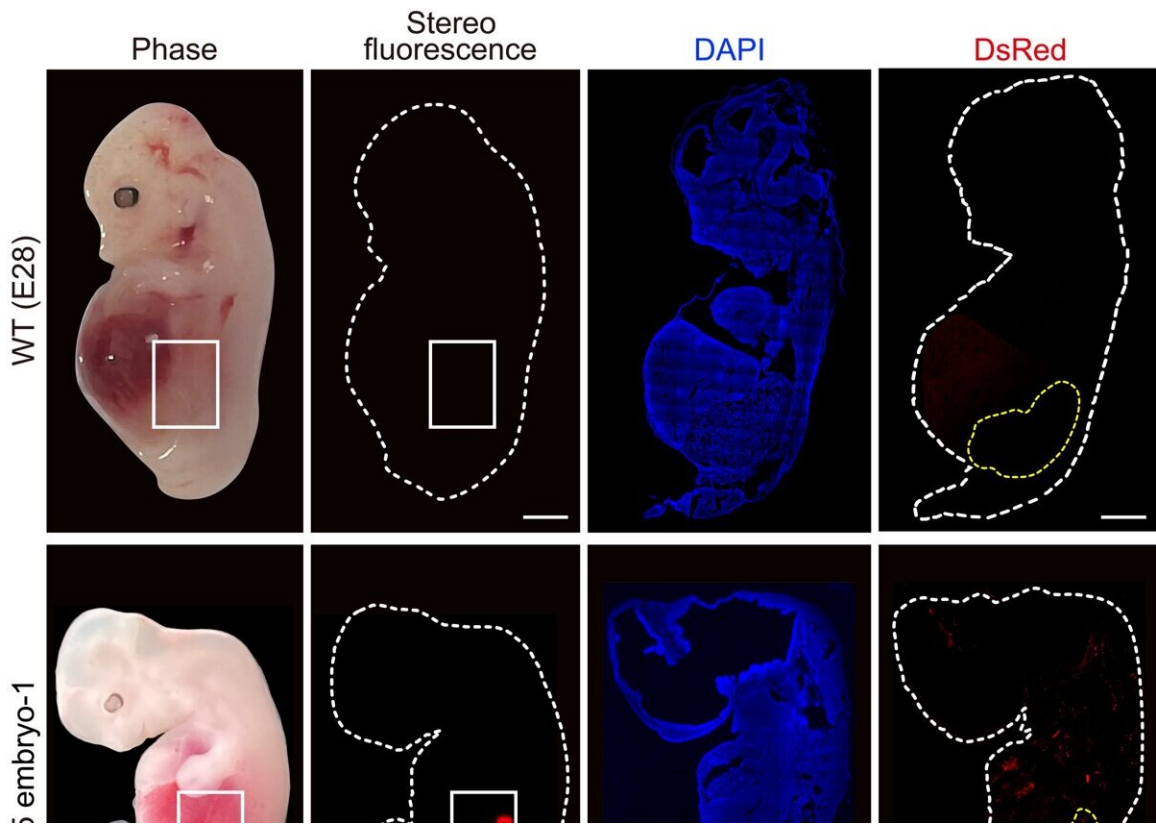 Phase
Stereo
fluorescence
DAPI
DsRed
WT (E28)
embryo-1